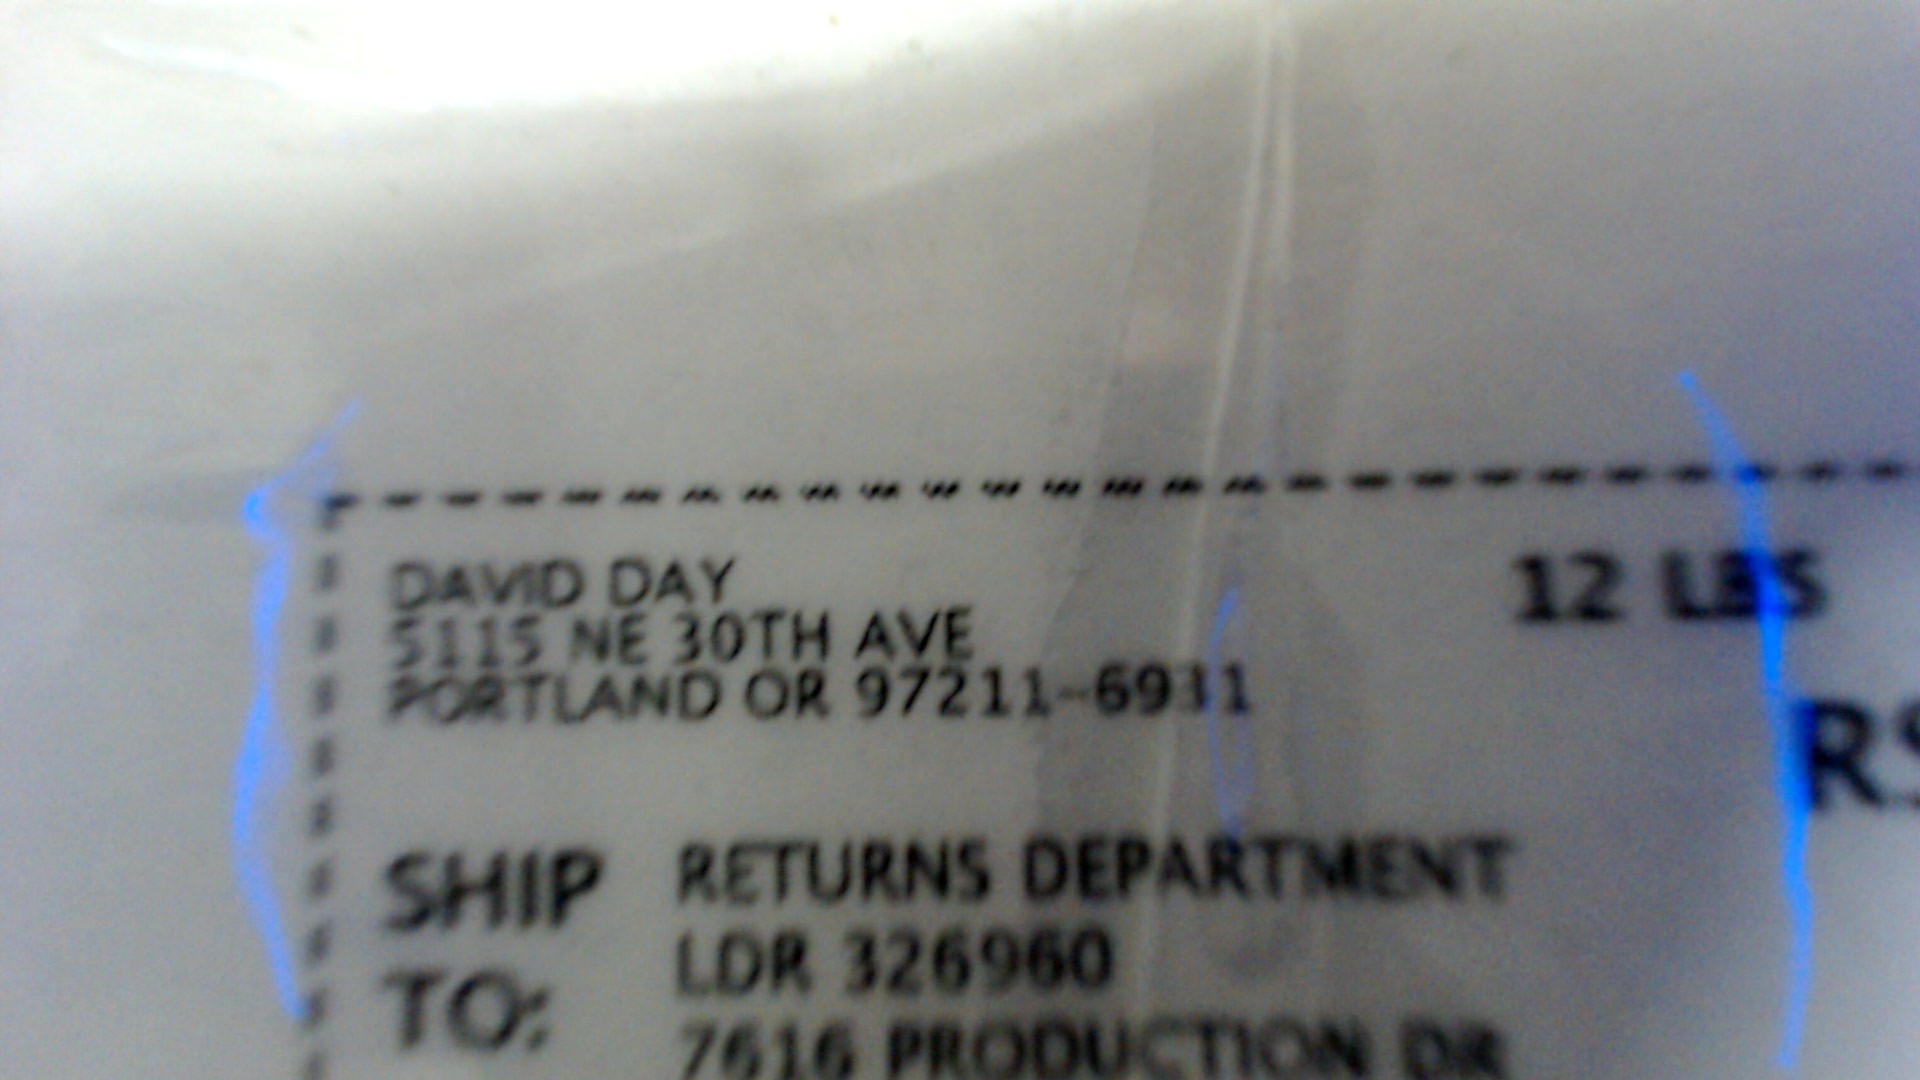 DAVID DAY
5115 NE 30TH AVE
PORTLAND OR 97211-6931
12 LBS
SHIP TO:
RETURNS DEPARTMENT
LDR 326960
7616 PRODUCTION DR